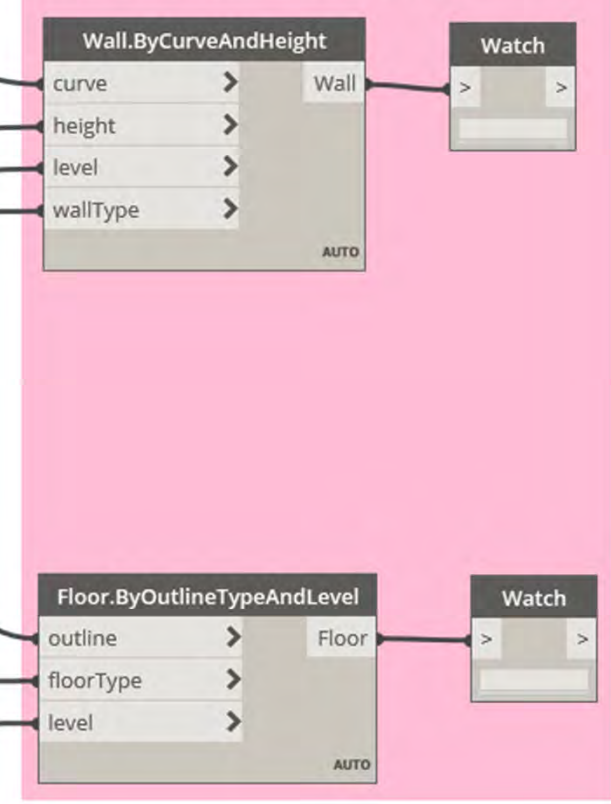 Wall.ByCurveAndHeight
curve > Wall
height >
level >
wallType >
AUTO
Watch
> >
Floor.ByOutlineTypeAndLevel
outline > Floor
floorType >
level >
AUTO
Watch
> >